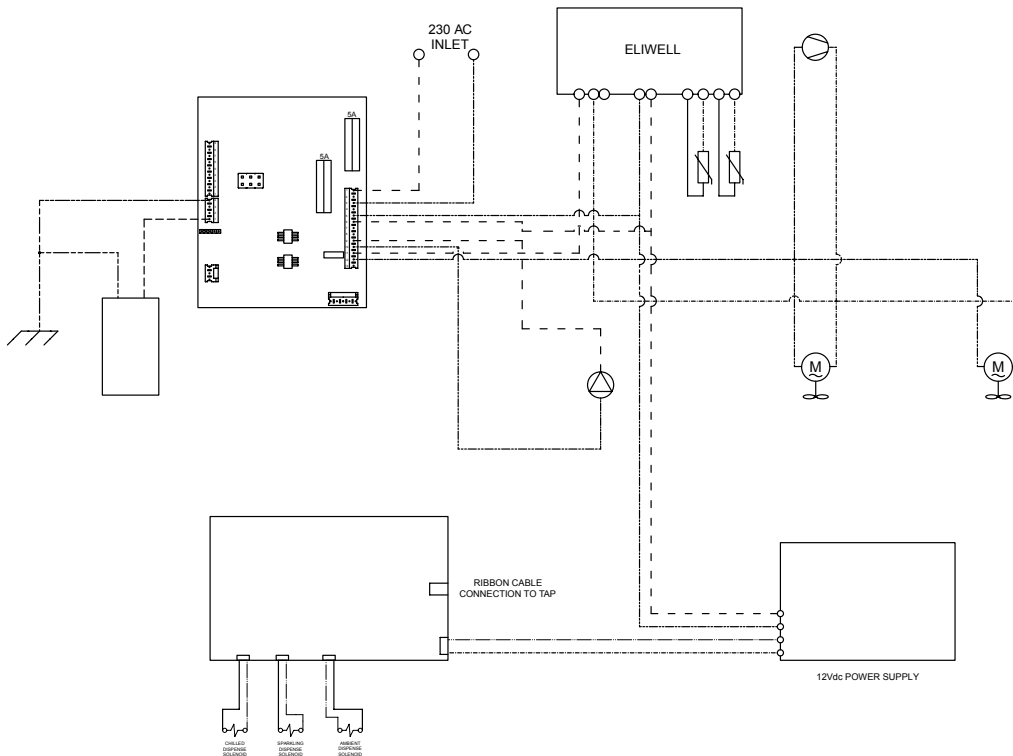 230 AC
INLET
ELIWELL
5A
5A
M
~
M
~
RIBBON CABLE
CONNECTION TO TAP
12Vdc POWER SUPPLY
CHILLED
DISPENSE
SOLENOID
SPARKLING
DISPENSE
SOLENOID
AMBIENT
DISPENSE
SOLENOID